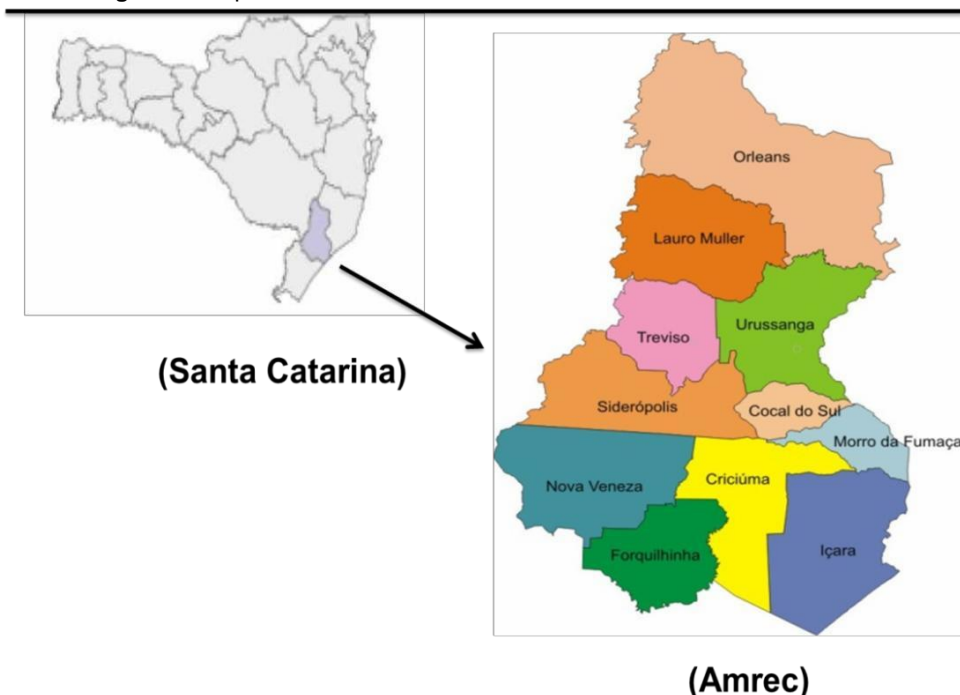 Orleans
Lauro Muller
Urussanga
Treviso
Siderópolis
Cocal do Sul
Morro da Fumaça
Nova Veneza
Criciúma
Forquilhinha
Içara
(Santa Catarina)
(Amrec)